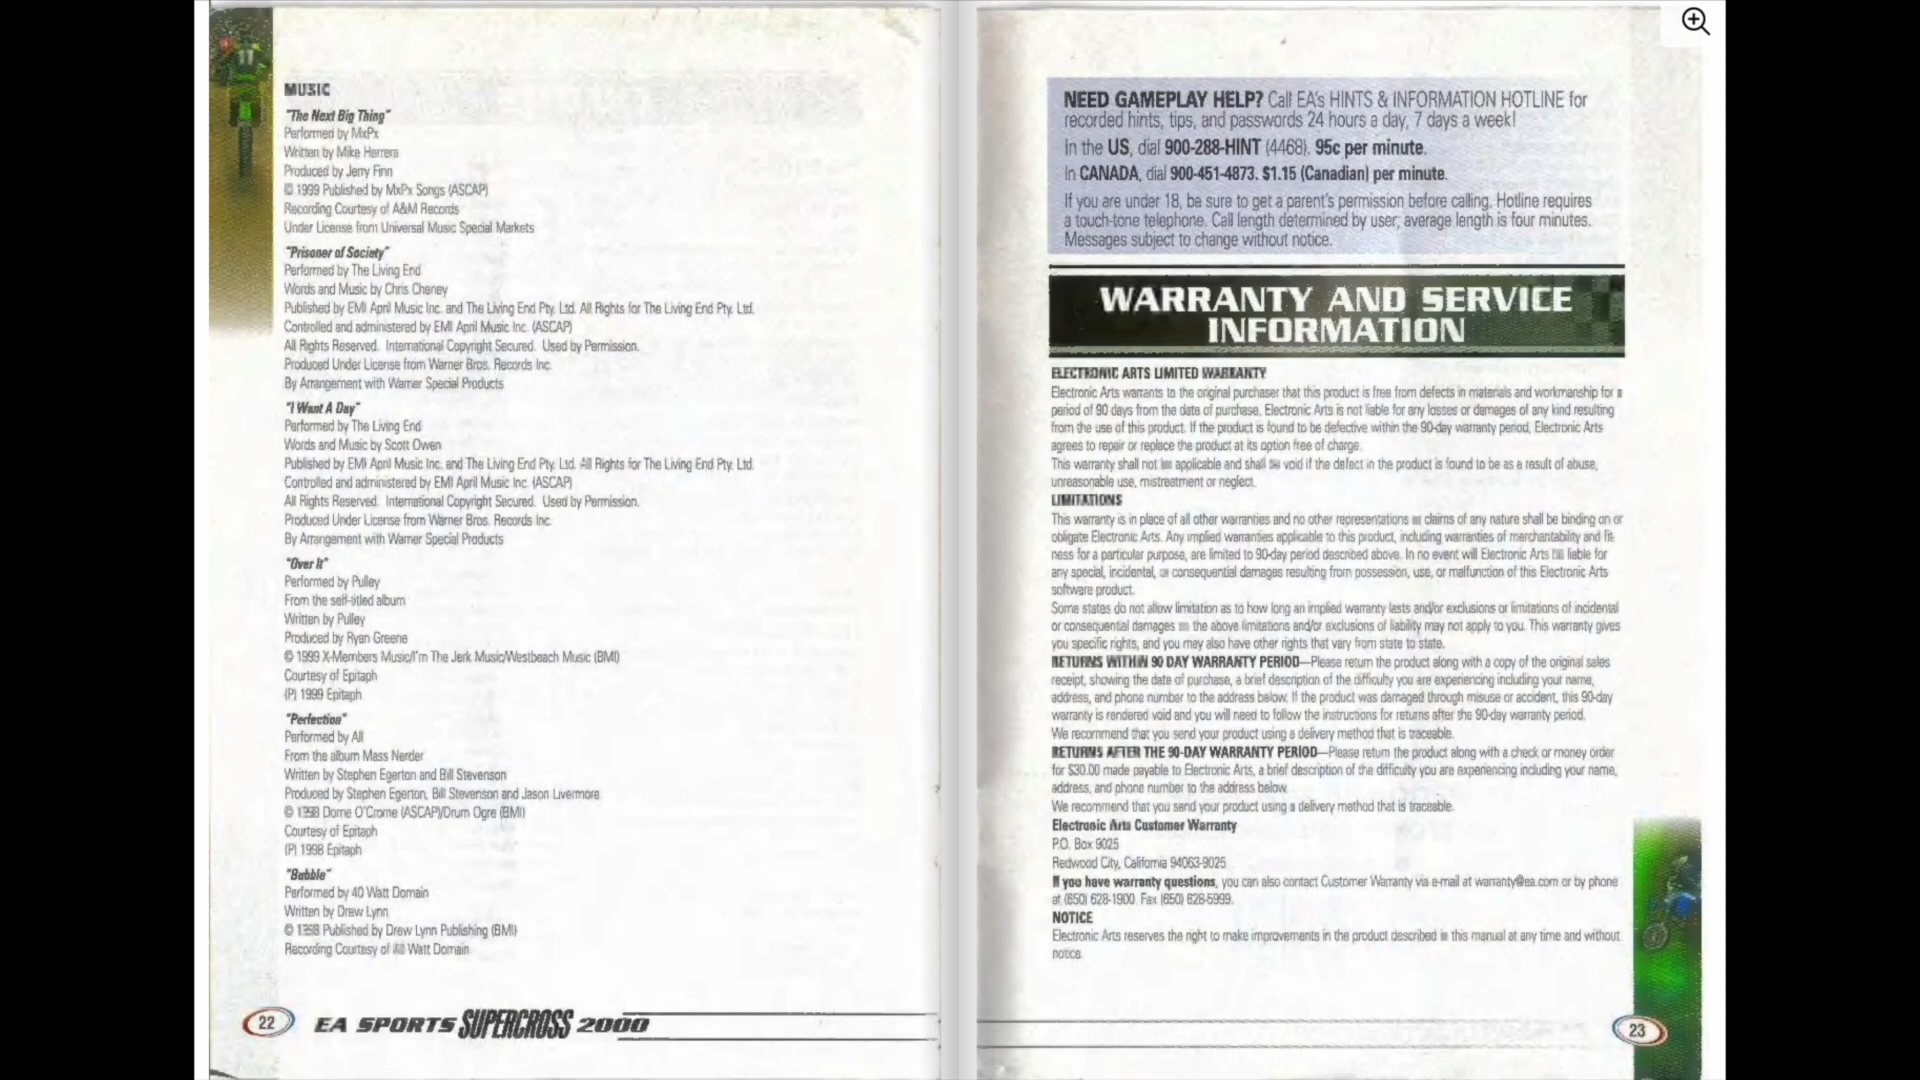 MUSIC
"The Next Big Thing"
Performed by MxPx
Written by Mike Herrera
Produced by Jerry Finn
© 1999 Published by MxPx Songs (ASCAP)
Recording Courtesy of A&M Records
Under License from Universal Music Special Markets
"Prisoner of Society"
Performed by The Living End
Words and Music by Chris Cheney
Published by EMI April Music Inc. and The Living End Pty. Ltd. All Rights for The Living End Pty. Ltd.
Controlled and administered by EMI April Music Inc. (ASCAP)
All Rights Reserved. International Copyright Secured. Used by Permission.
Produced Under License from Warner Bros. Records Inc.
By Arrangement with Warner Special Products
"I Want A Day"
Performed by The Living End
Words and Music by Scott Owen
Published by EMI April Music Inc. and The Living End Pty. Ltd. All Rights for The Living End Pty. Ltd.
Controlled and administered by EMI April Music Inc. (ASCAP)
All Rights Reserved. International Copyright Secured. Used by Permission.
Produced Under License from Warner Bros. Records Inc.
By Arrangement with Warner Special Products
"Over It"
Performed by Pulley
From the self-titled album
Written by Pulley
Produced by Ryan Greene
© 1999 X-Members Music/I'm The Jerk Music/Westbeach Music (BMI)
Courtesy of Epitaph
(P) 1999 Epitaph
"Perfection"
Performed by All
From the album Mass Nerder
Written by Stephen Egerton and Bill Stevenson
Produced by Stephen Egerton, Bill Stevenson and Jason Livermore
© 1998 Dome O'Crome (ASCAP)/Drum Ogre (BMI)
Courtesy of Epitaph
(P) 1998 Epitaph
"Babble"
Performed by 40 Watt Domain
Written by Drew Lynn
© 1998 Published by Drew Lynn Publishing (BMI)
Recording Courtesy of 40 Watt Domain
22 EA SPORTS SUPERCROSS 2000
NEED GAMEPLAY HELP? Call EA's HINTS & INFORMATION HOTLINE for
recorded hints, tips, and passwords 24 hours a day, 7 days a week!
In the US, dial 900-288-HINT (4468). 95c per minute.
In CANADA, dial 900-451-4873. $1.15 (Canadian) per minute.
If you are under 18, be sure to get a parent's permission before calling. Hotline requires
a touch-tone telephone. Call length determined by user; average length is four minutes.
Messages subject to change without notice.
WARRANTY AND SERVICE
INFORMATION
ELECTRONIC ARTS LIMITED WARRANTY
Electronic Arts warrants to the original purchaser that this product is free from defects in materials and workmanship for a
period of 90 days from the date of purchase. Electronic Arts is not liable for any losses or damages of any kind resulting
from the use of this product. If the product is found to be defective within the 90-day warranty period, Electronic Arts
agrees to repair or replace the product at its option free of charge.
This warranty shall not be applicable and shall be void if the defect in the product is found to be as a result of abuse,
unreasonable use, mistreatment or neglect.
LIMITATIONS
This warranty is in place of all other warranties and no other representations or claims of any nature shall be binding on or
obligate Electronic Arts. Any implied warranties applicable to this product, including warranties of merchantability and fit-
ness for a particular purpose, are limited to 90-day period described above. In no event will Electronic Arts be liable for
any special, incidental, or consequential damages resulting from possession, use, or malfunction of this Electronic Arts
software product.
Some states do not allow limitation as to how long an implied warranty lasts and/or exclusions or limitations of incidental
or consequential damages so the above limitations and/or exclusions of liability may not apply to you. This warranty gives
you specific rights, and you may also have other rights that vary from state to state.
RETURNS WITHIN 90 DAY WARRANTY PERIOD—Please return the product along with a copy of the original sales
receipt, showing the date of purchase, a brief description of the difficulty you are experiencing including your name,
address, and phone number to the address below. If the product was damaged through misuse or accident, this 90-day
warranty is rendered void and you will need to follow the instructions for returns after the 90-day warranty period.
We recommend that you send your product using a delivery method that is traceable.
RETURNS AFTER THE 90-DAY WARRANTY PERIOD—Please return the product along with a check or money order
for $30.00 made payable to Electronic Arts, a brief description of the difficulty you are experiencing including your name,
address, and phone number to the address below.
We recommend that you send your product using a delivery method that is traceable.
Electronic Arts Customer Warranty
P.O. Box 9025
Redwood City, California 94063-9025
If you have warranty questions, you can also contact Customer Warranty via e-mail at warranty@ea.com or by phone
at (650) 628-1900. Fax (650) 628-5999.
NOTICE
Electronic Arts reserves the right to make improvements in the product described in this manual at any time and without
notice.
23